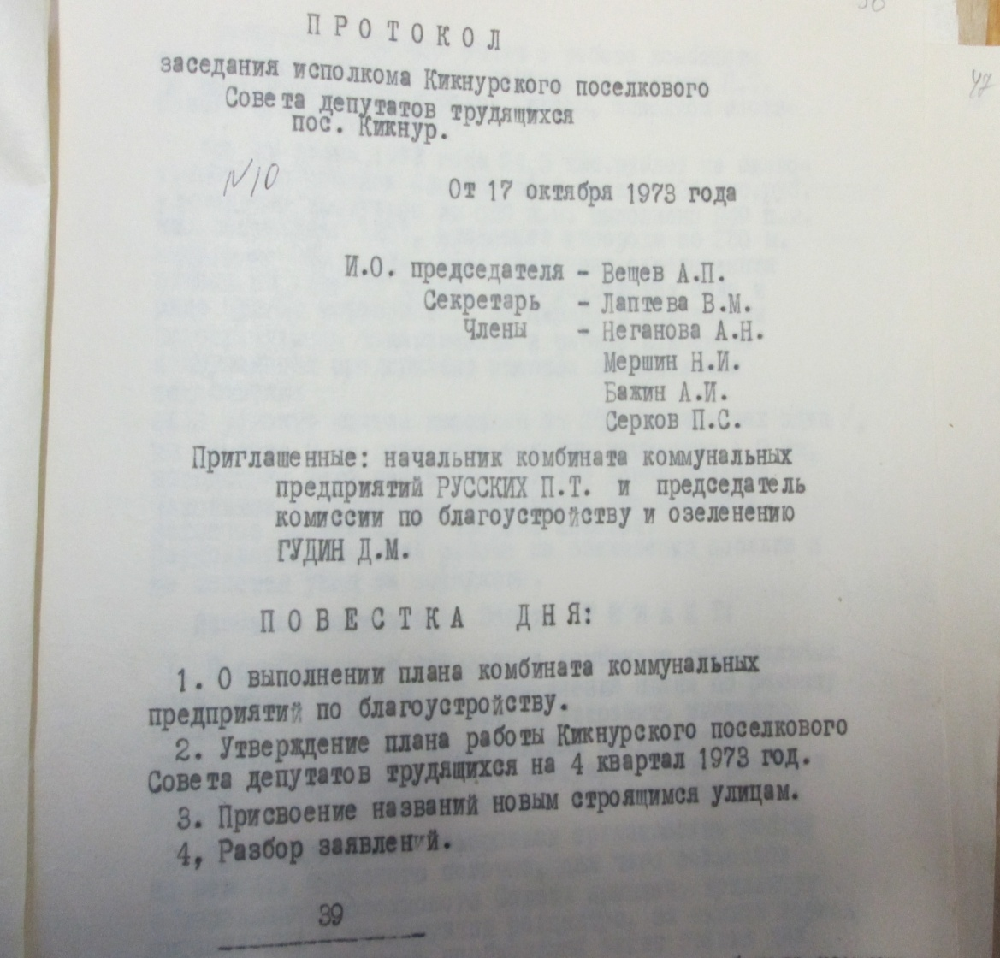 П Р О Т О К О Л
заседания исполкома Кикнурского поселкового
Совета депутатов трудящихся
пос. Кикнур.
47
N 10
От 17 октября 1973 года
И.О. председателя - Вещев А.П.
Секретарь - Лаптева В.М.
Члены - Неганова А.Н.
Мершин Н.И.
Бажин А.И.
Серков П.С.
Приглашенные: начальник комбината коммунальных
предприятий РУССКИХ П.Т. и председатель
комиссии по благоустройству и озеленению
ГУДИН Д.М.
П О В Е С Т К А Д Н Я:
1. О выполнении плана комбината коммунальных
предприятий по благоустройству.
2. Утверждение плана работы Кикнурского поселкового
Совета депутатов трудящихся на 4 квартал 1973 год.
3. Присвоение названий новым строящимся улицам.
4, Разбор заявлений.
39